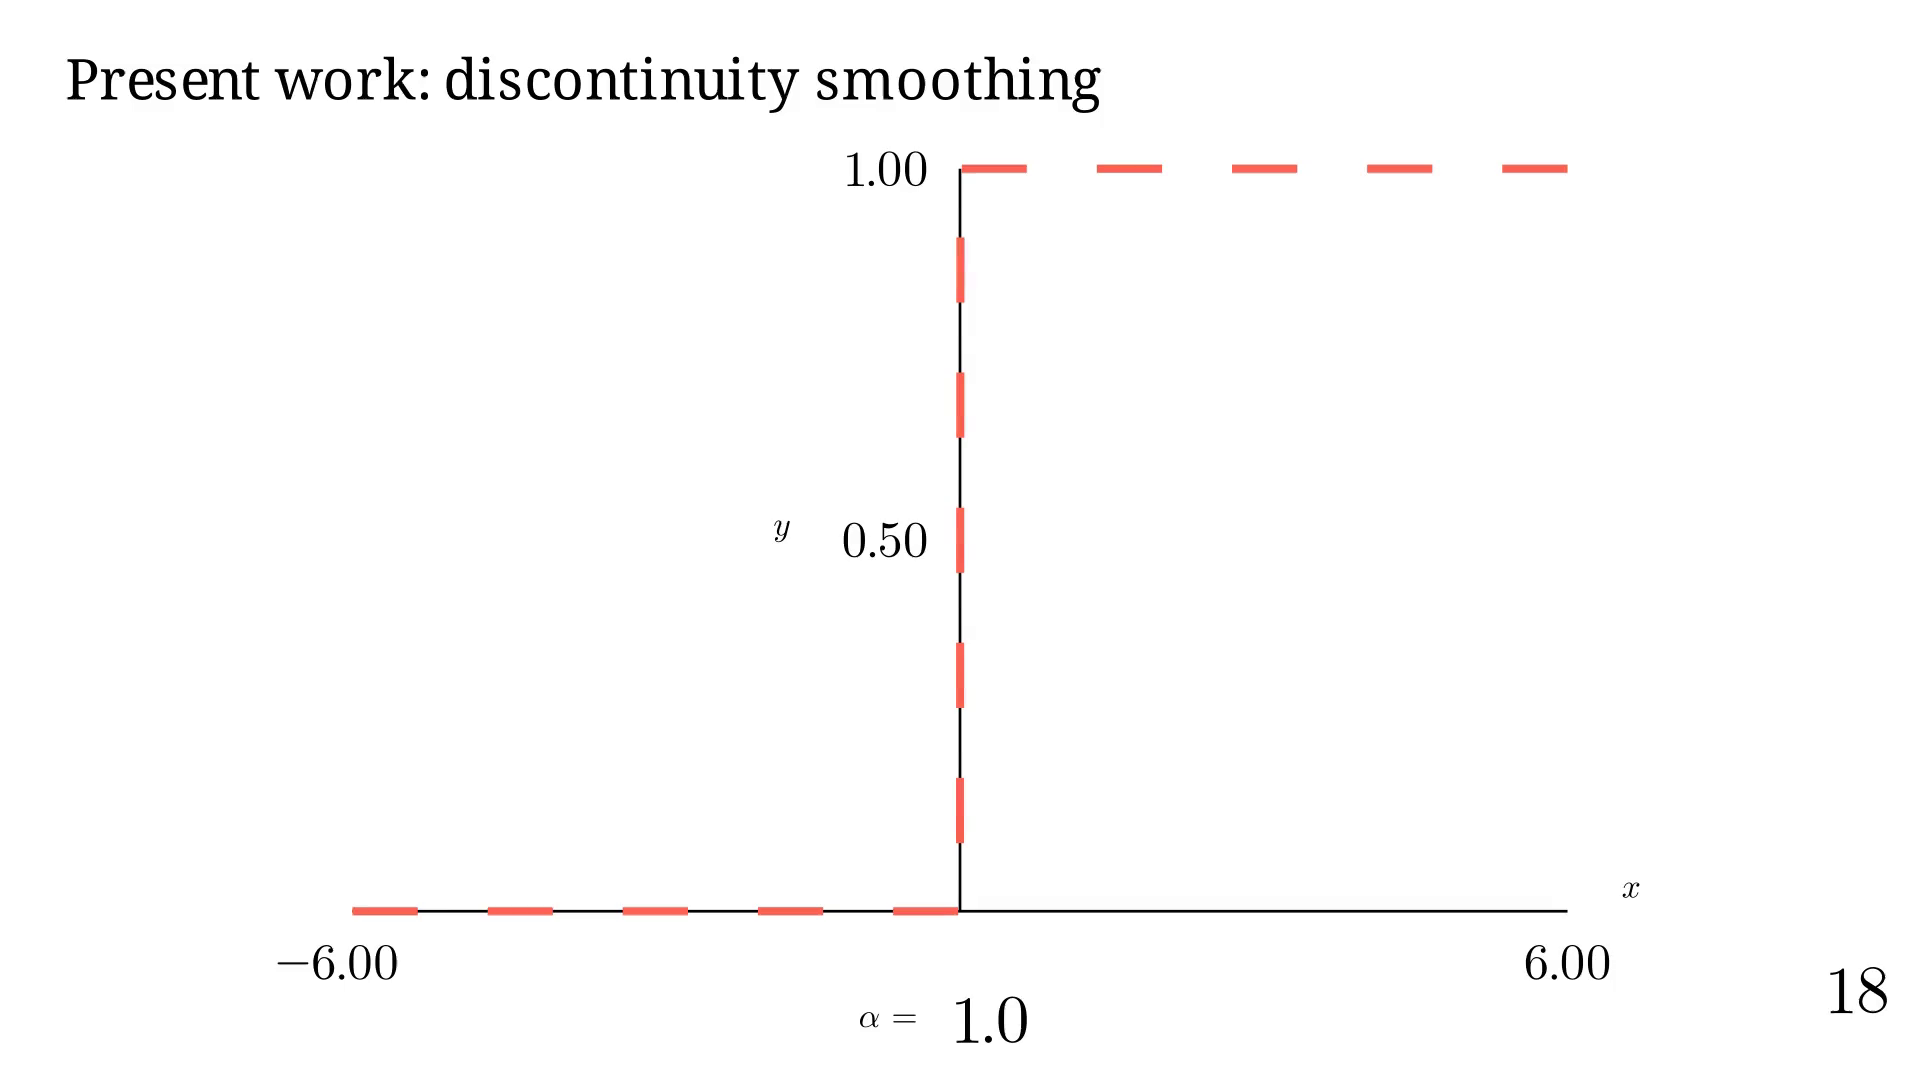 Present work: discontinuity smoothing
1.00
y 0.50
x
−6.00 6.00
18
α = 1.0